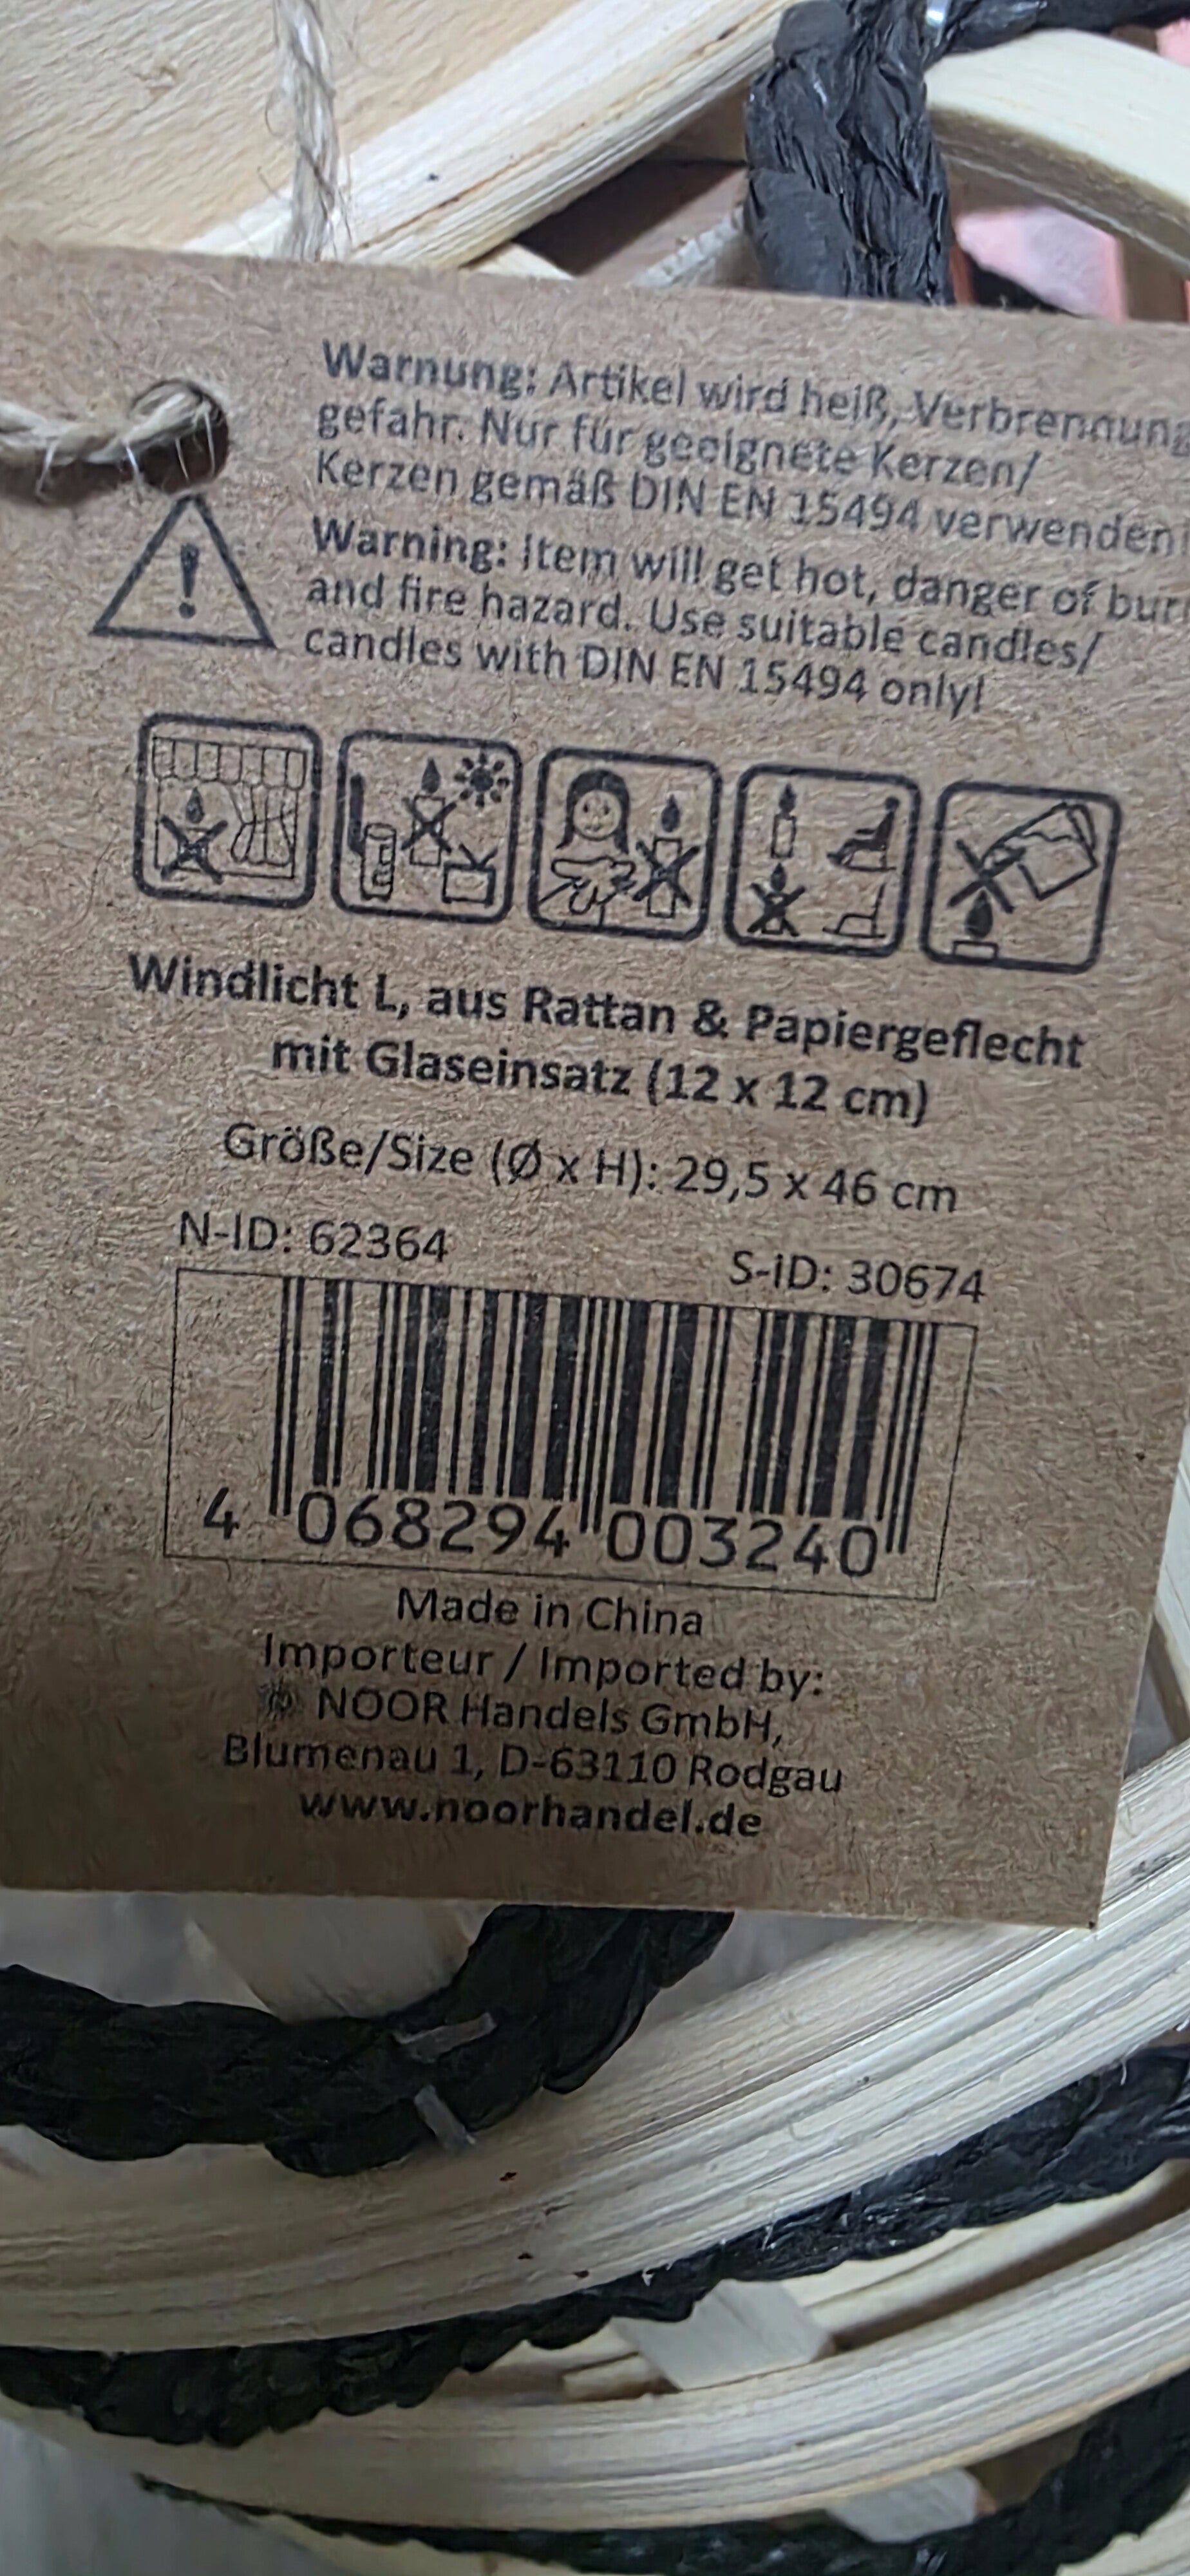 Warnung: Artikel wird heiß, Verbrennung
gefahr. Nur für geeignete Kerzen/
Kerzen gemäß DIN EN 15494 verwenden!
Warning: Item will get hot, danger of burn
and fire hazard. Use suitable candles/
candles with DIN EN 15494 only!
Windlicht L, aus Rattan & Papiergeflecht
mit Glaseinsatz (12 x 12 cm)
Größe/Size (Ø x H): 29,5 x 46 cm
N-ID: 62364
S-ID: 30674
4 068294 003240
Made in China
Importeur / Imported by:
NOOR Handels GmbH,
Blumenau 1, D-63110 Rodgau
www.noorhandel.de